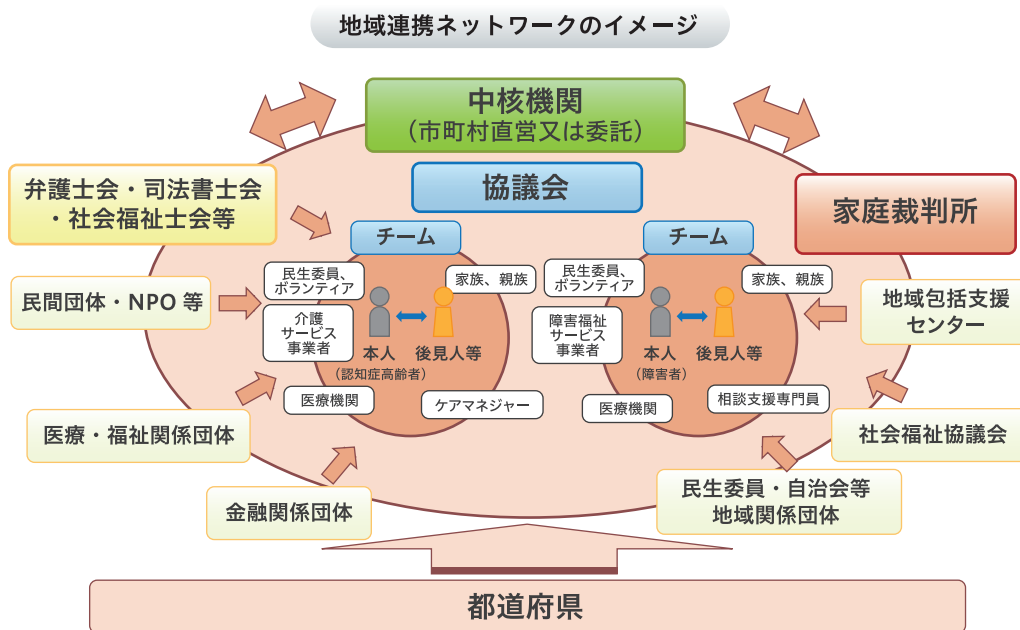 地域連携ネットワークのイメージ
中核機関
（市町村直営又は委託）
協議会
弁護士会・司法書士会
・社会福祉士会等
家庭裁判所
チーム
チーム
民生委員、
ボランティア
家族、親族
民生委員、
ボランティア
家族、親族
民間団体・NPO 等
地域包括支援
センター
介護
サービス
事業者
障害福祉
サービス
事業者
本人
後見人等
（認知症高齢者）
本人
後見人等
（障害者）
医療機関
ケアマネジャー
医療機関
相談支援専門員
医療・福祉関係団体
社会福祉協議会
金融関係団体
民生委員・自治会等
地域関係団体
都道府県